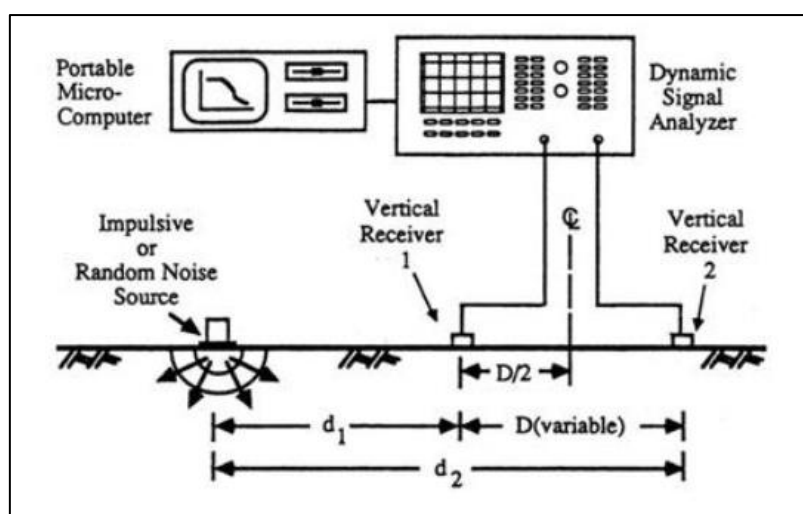 Portable
Micro-
Computer
Dynamic
Signal
Analyzer
Impulsive
or
Random Noise
Source
Vertical
Receiver
1
℄
Vertical
Receiver
2
D/2
d1
D(variable)
d2